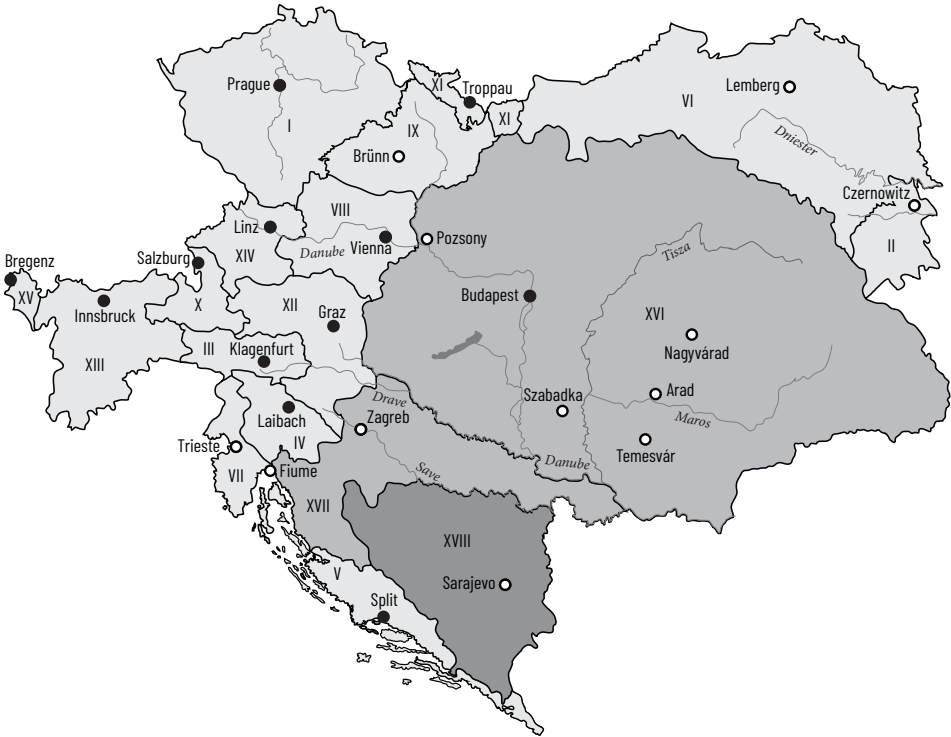 Prague
I
XI
Troppau
XI
IX
Brünn
VI
Lemberg
Dniester
Czernowitz
II
VIII
Linz
Danube
Vienna
Pozsony
XIV
Salzburg
Bregenz
XV
Innsbruck
X
XII
Graz
Budapest
Tisza
XVI
Nagyvárad
III
Klagenfurt
XIII
Drave
Szabadka
Arad
Maros
Laibach
Zagreb
Trieste
IV
Temesvár
Danube
Save
Fiume
VII
XVII
XVIII
V
Sarajevo
Split